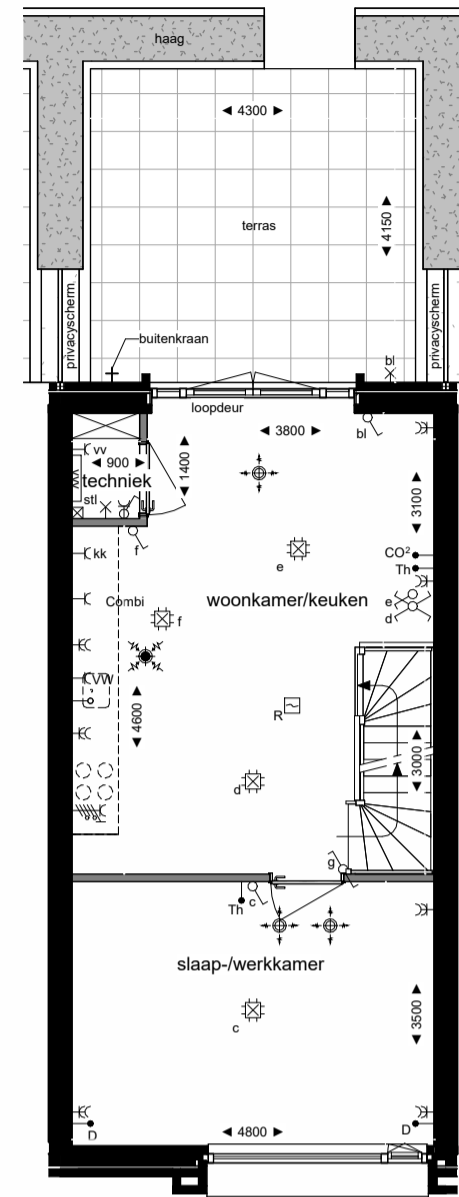 haag
4300
4150
terras
privacyscherm
privacyscherm
buitenkraan
bl
loopdeur
bl
3800
vv
900
1400
techniek
stl
3100
kk
f
e
CO²
Th
Combi
woonkamer/keuken
e
f
d
VW
4600
R
3000
d
g
c
Th
slaap-/werkkamer
c
3500
D
4800
D